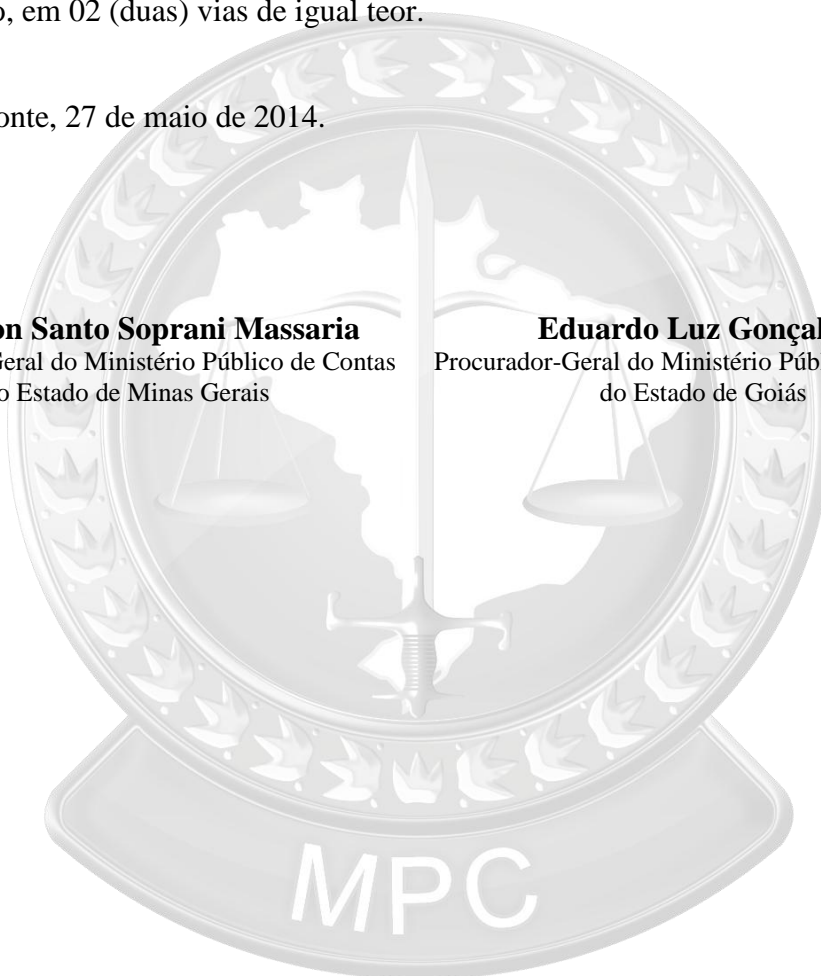 o, em 02 (duas) vias de igual teor.
onte, 27 de maio de 2014.
on Santo Soprani Massaria
Geral do Ministério Público de Contas
o Estado de Minas Gerais
Eduardo Luz Gonçal
Procurador-Geral do Ministério Públ
do Estado de Goiás
MPC